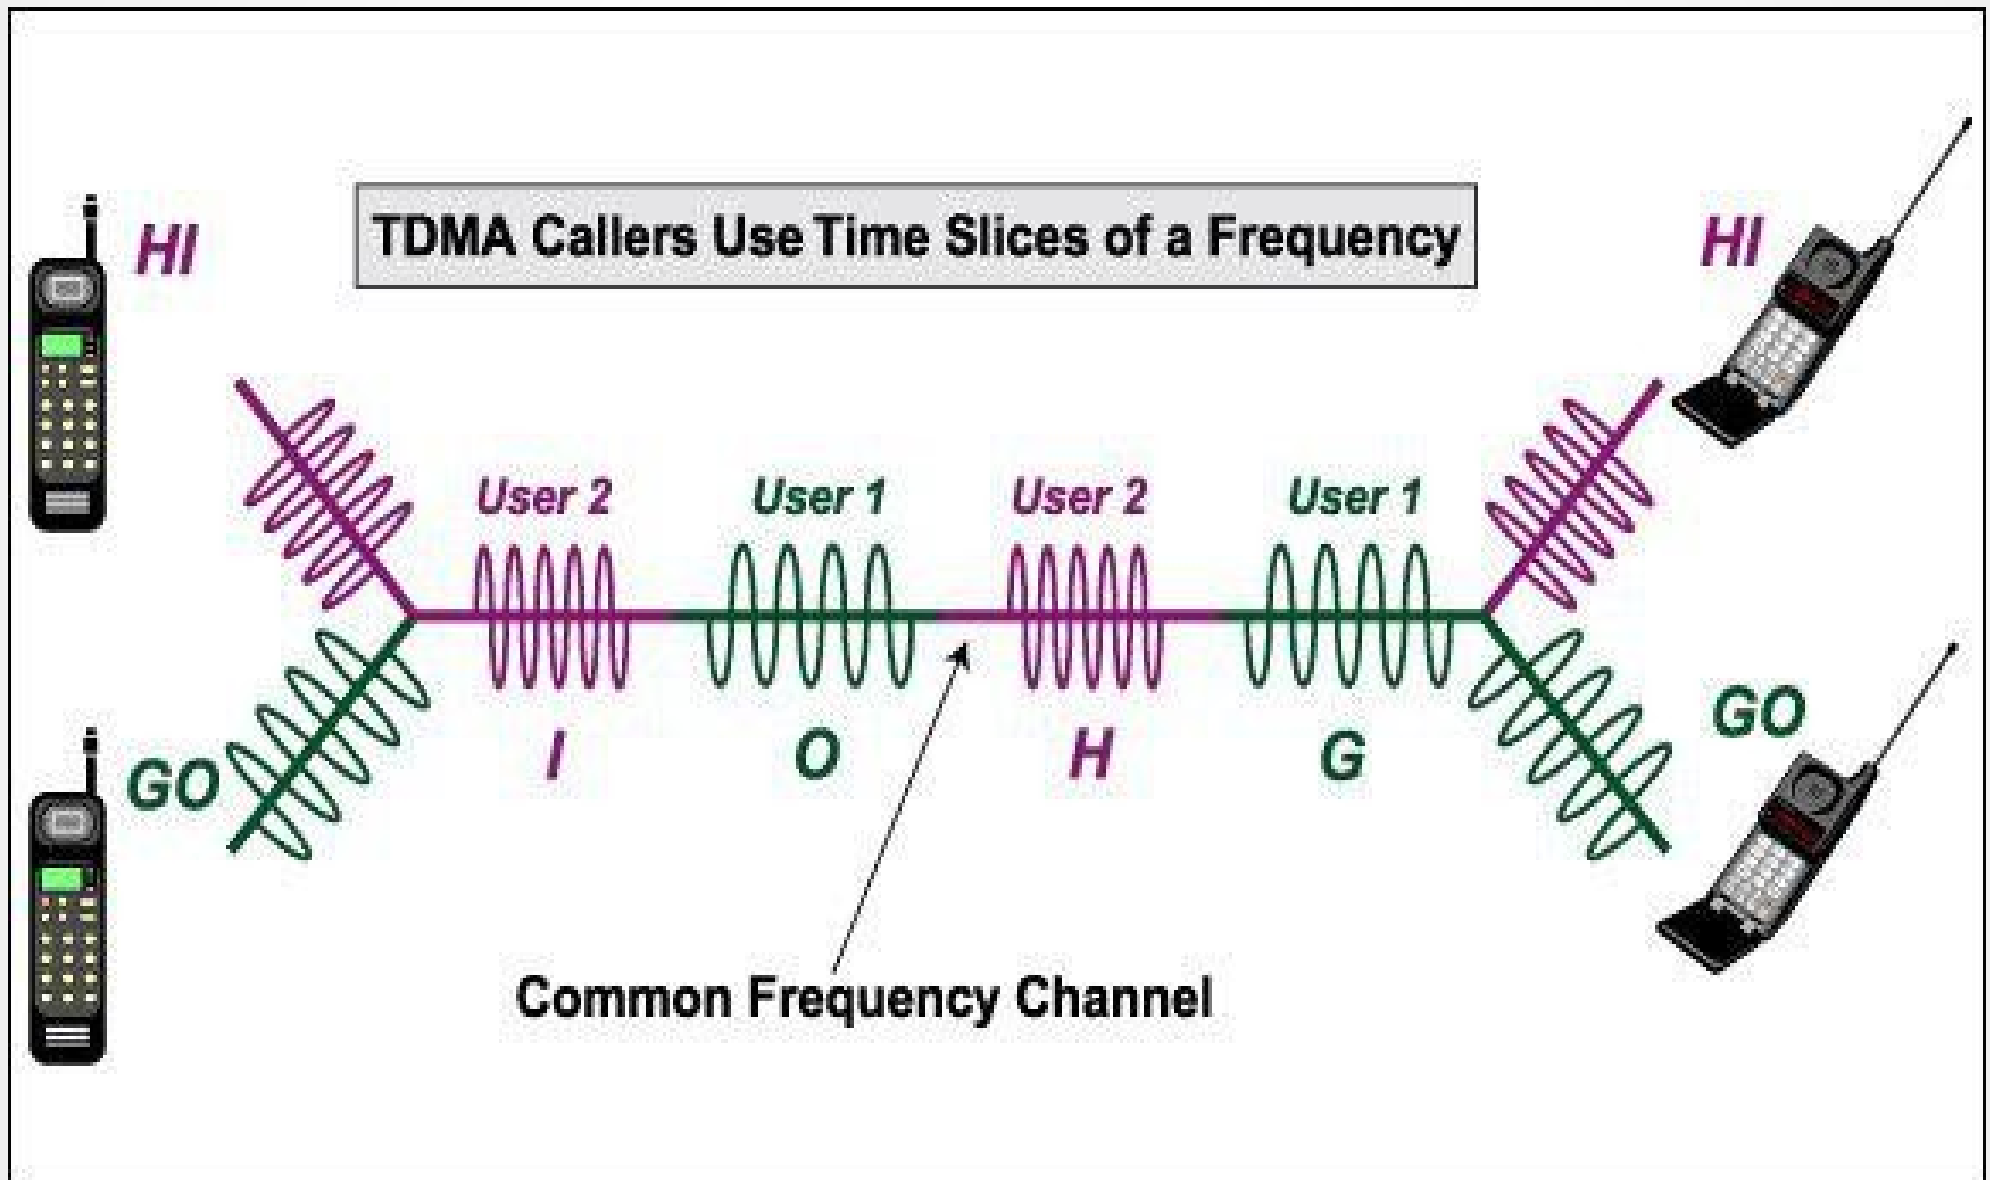 TDMA Callers Use Time Slices of a Frequency
HI
HI
User 2
User 1
User 2
User 1
I
O
H
G
GO
GO
Common Frequency Channel